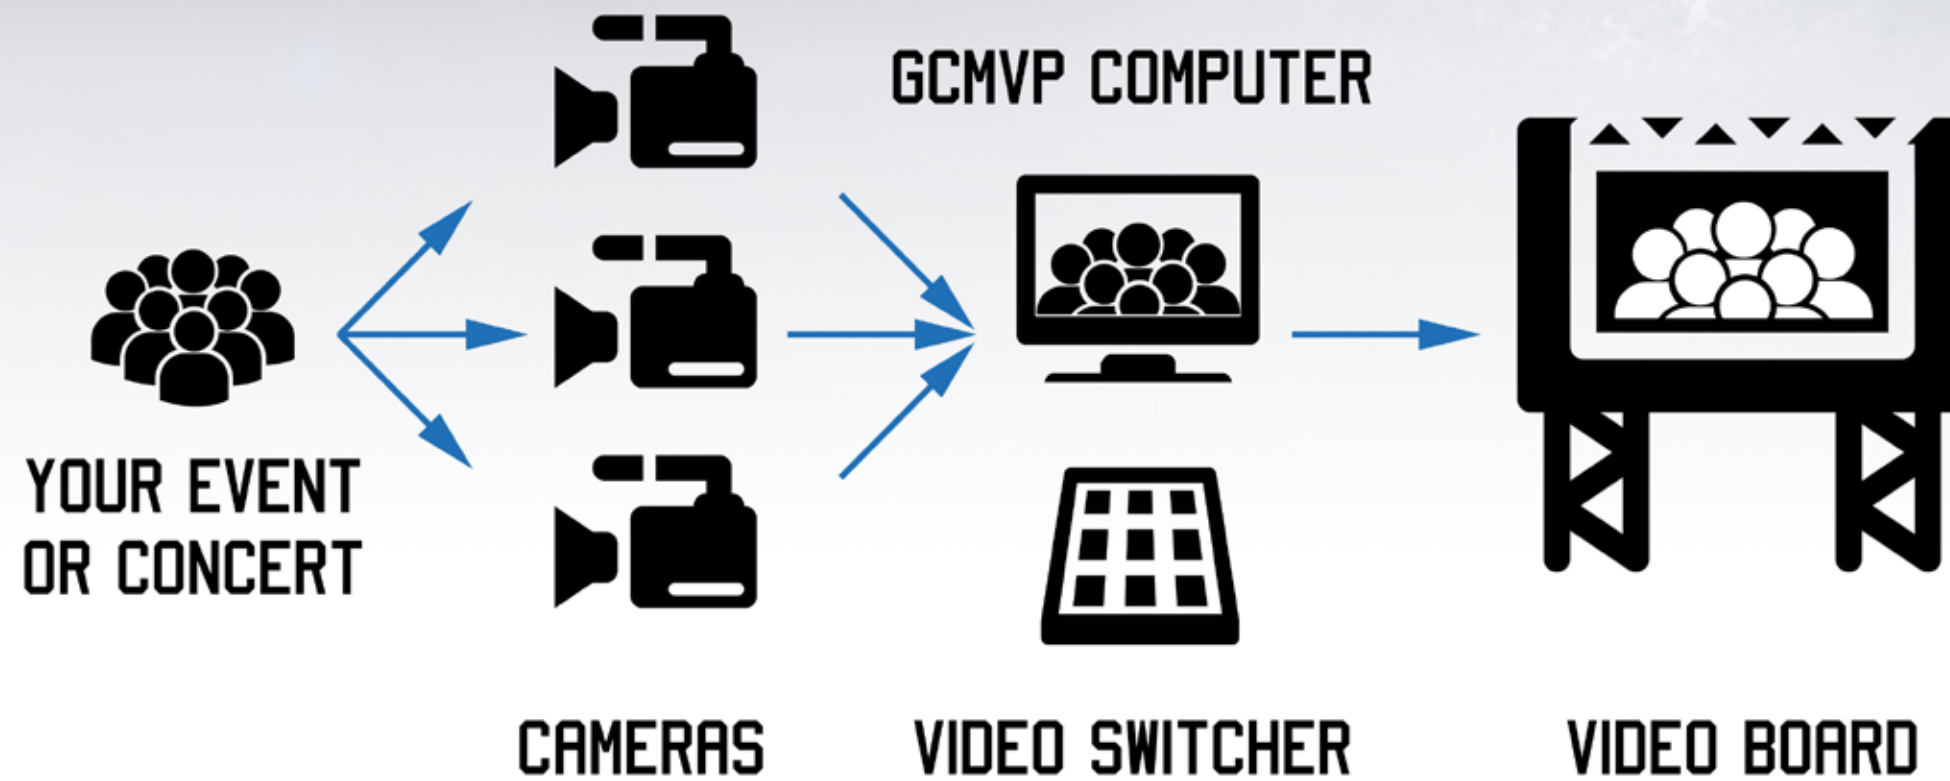 GCMVP COMPUTER
YOUR EVENT
OR CONCERT
CAMERAS
VIDEO SWITCHER
VIDEO BOARD